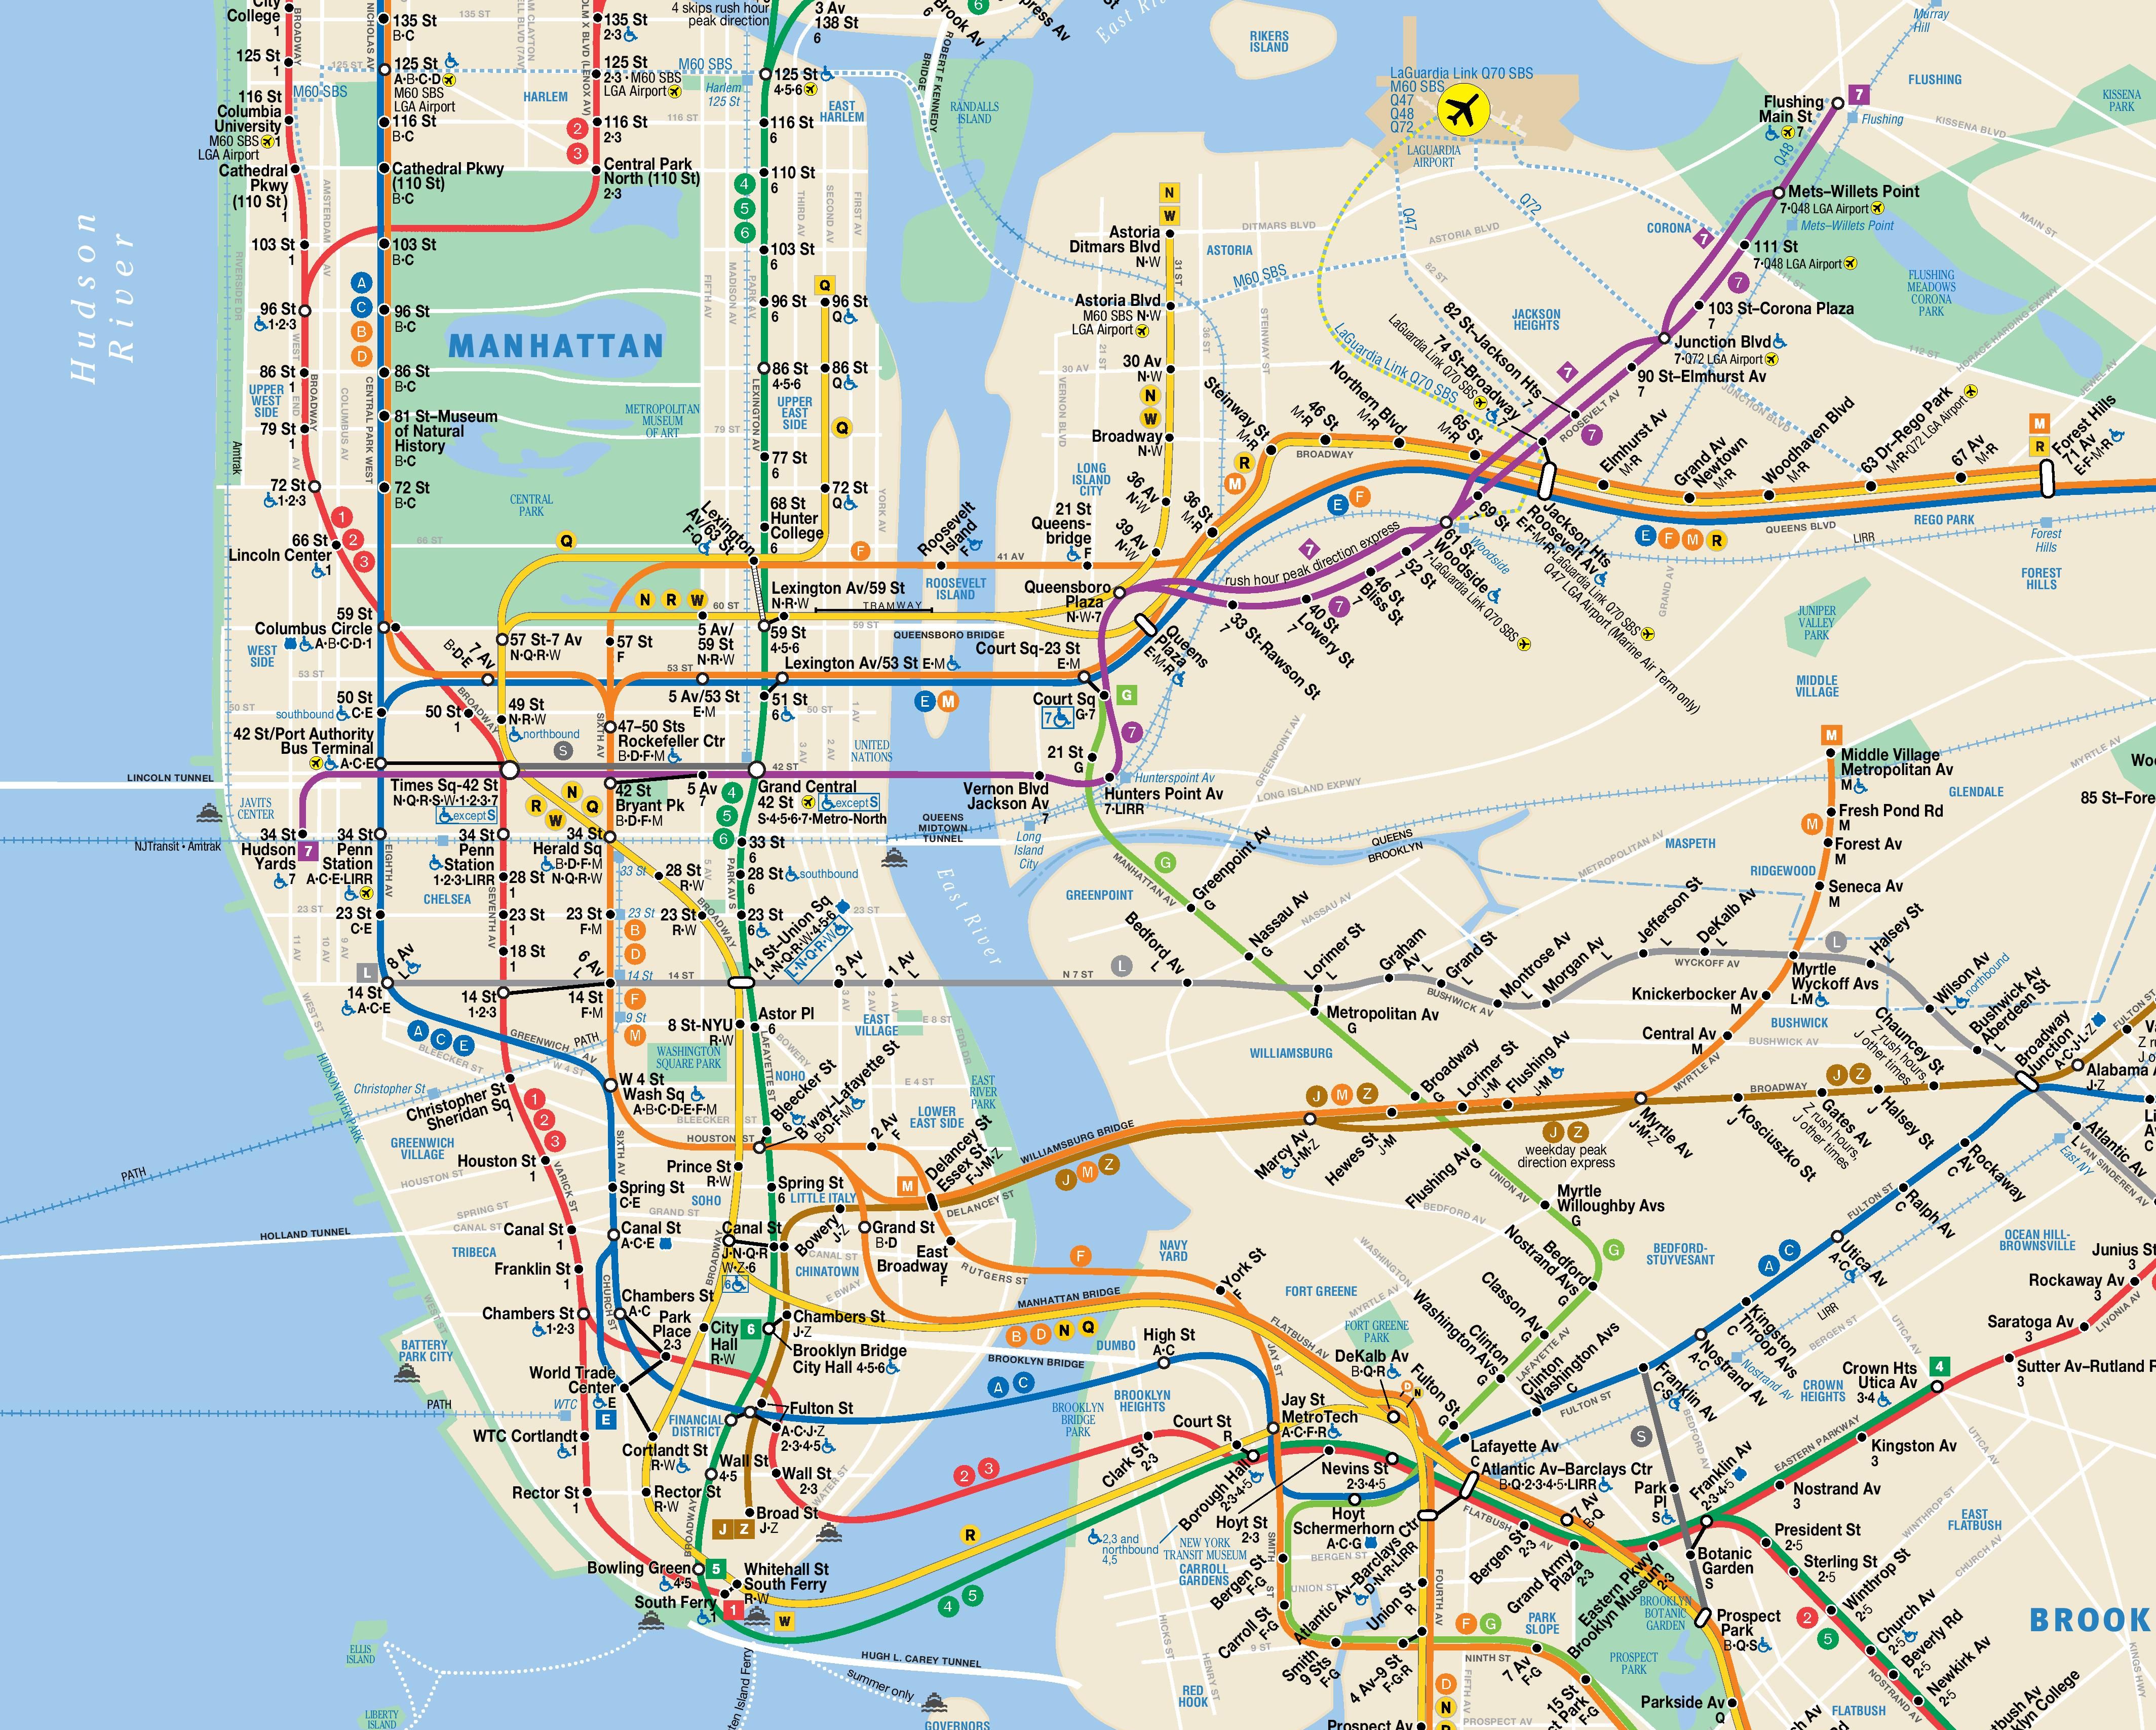 City
College
1
125 St
1
116 St
Columbia
University
M60 SBS 1
LGA Airport
Cathedral
Pkwy
(110 St)
1
103 St
1
96 St
1·2·3
86 St
1
79 St
1
72 St
1·2·3
66 St
Lincoln Center
1
59 St
Columbus Circle
A·B·C·D·1
50 St
southbound C·E
50 St
1
42 St/Port Authority
Bus Terminal
A·C·E
Times Sq-42 St
N·Q·R·S·W·1·2·3·7
except S
34 St
Hudson
Yards
7
34 St
Penn
Station
A·C·E·LIRR
34 St
Penn
Station
1·2·3·LIRR
28 St
1
23 St
C·E
23 St
1
18 St
1
8 Av
L
14 St
A·C·E
14 St
1·2·3
6 Av
L
14 St
F·M
135 St
B·C
125 St
A·B·C·D
M60 SBS
LGA Airport
116 St
B·C
Cathedral Pkwy
(110 St)
B·C
103 St
B·C
96 St
B·C
86 St
B·C
81 St–Museum
of Natural
History
B·C
72 St
B·C
135 St
2·3
125 St
2·3 · M60 SBS
LGA Airport
116 St
2·3
Central Park
North (110 St)
2·3
4 skips rush hour
peak direction
3 Av
138 St
6
Brook Av
6
125 St
4·5·6
116 St
6
110 St
6
103 St
6
96 St
6
86 St
4·5·6
77 St
6
68 St
Hunter
College
6
96 St
Q
86 St
Q
72 St
Q
Lexington
Av/63 St
F·Q
Lexington Av/59 St
N·R·W
59 St
4·5·6
5 Av/
59 St
N·R·W
57 St-7 Av
N·Q·R·W
57 St
F
7 Av
B·D·E
5 Av/53 St
E·M
Lexington Av/53 St E·M
51 St
6
49 St
N·R·W
northbound
47–50 Sts
Rockefeller Ctr
B·D·F·M
42 St
Bryant Pk
B·D·F·M
5 Av
7
Grand Central
42 St except S
S·4·5·6·7·Metro-North
34 St
Herald Sq
B·D·F·M
N·Q·R·W
33 St
6
28 St southbound
6
28 St
R·W
23 St
F·M
23 St
R·W
23 St
6
14 St–Union Sq
L·N·Q·R·W·4·5·6
L·N·Q·R·W
3 Av
L
1 Av
L
8 St-NYU
R·W
Astor Pl
6
W 4 St
Wash Sq
A·B·C·D·E·F·M
Christopher St
Sheridan Sq
1
Houston St
1
Canal St
1
Franklin St
1
Chambers St
1·2·3
Spring St
C·E
Canal St
A·C·E
Prince St
R·W
Bleecker St
6
B'way–Lafayette St
B·D·F·M
2 Av
F
Spring St
6
Canal St
J·N·Q·R
W·Z·6
6
Bowery
J·Z
Grand St
B·D
Delancey St
Essex St
F·J·M·Z
East
Broadway
F
Chambers St
A·C
Park
Place
2·3
City
Hall
R·W
Chambers St
J·Z
Brooklyn Bridge
City Hall 4·5·6
World Trade
Center
E
WTC Cortlandt
1
Cortlandt St
R·W
Fulton St
A·C·J·Z
2·3·4·5
Wall St
4·5
Wall St
2·3
Rector St
1
Rector St
R·W
Broad St
J·Z
Bowling Green
4·5
Whitehall St
South Ferry
R·W
South Ferry
1
Hudson
River
East River
MANHATTAN
HARLEM
EAST
HARLEM
UPPER
WEST
SIDE
UPPER
EAST
SIDE
METROPOLITAN
MUSEUM
OF ART
CENTRAL
PARK
WEST
SIDE
JAVITS
CENTER
CHELSEA
UNITED
NATIONS
GREENWICH
VILLAGE
WASHINGTON
SQUARE PARK
NOHO
EAST
VILLAGE
EAST
RIVER
PARK
LOWER
EAST SIDE
SOHO
LITTLE ITALY
TRIBECA
CHINATOWN
BATTERY
PARK CITY
FINANCIAL
DISTRICT
HUDSON RIVER PARK
ELLIS
ISLAND
LIBERTY
ISLAND
GOVERNORS
LINCOLN TUNNEL
NJTransit • Amtrak
Amtrak
HOLLAND TUNNEL
PATH
PATH
PATH
Christopher St
WTC
33 St
23 St
14 St
9 St
Harlem
125 St
M60 SBS
M60 SBS
M60 SBS
RIKERS
ISLAND
RANDALLS
ISLAND
ROBERT F. KENNEDY
BRIDGE
LaGuardia Link Q70 SBS
M60 SBS
Q47
Q48
Q72
LAGUARDIA
AIRPORT
Q47
Q72
Q48
LaGuardia Link Q70 SBS
Murray
Hill
FLUSHING
KISSENA
PARK
Flushing
Main St
7
7
Flushing
Mets–Willets Point
7·Q48 LGA Airport
Mets–Willets Point
111 St
7·Q48 LGA Airport
103 St–Corona Plaza
7
Junction Blvd
7·Q72 LGA Airport
90 St–Elmhurst Av
7
82 St–Jackson Hts
7
74 St–Broadway
LaGuardia Link Q70 SBS
7
CORONA
FLUSHING
MEADOWS
CORONA
PARK
JACKSON
HEIGHTS
ASTORIA
Astoria
Ditmars Blvd
N·W
Astoria Blvd
M60 SBS N·W
LGA Airport
30 Av
N·W
Broadway
N·W
36 Av
N·W
39 Av
N·W
LONG
ISLAND
CITY
21 St
Queens-
bridge
F
Roosevelt
Island
F
ROOSEVELT
ISLAND
TRAMWAY
QUEENSBORO BRIDGE
Queensboro
Plaza
N·W·7
Queens
Plaza
E·M·R
36 St
M·R
Steinway St
M·R
46 St
M·R
Northern Blvd
M·R
65 St
M·R
Elmhurst Av
M·R
Grand Av
Newtown
M·R
Woodhaven Blvd
M·R
63 Dr–Rego Park
M·R·Q72 LGA Airport
67 Av
M·R
Forest Hills
71 Av
E·F·M·R
Jackson Hts
Roosevelt Av
E·F·M·R·LaGuardia Link Q70 SBS
Q47 LGA Airport (Marine Air Term only)
69 St
7
61 St
Woodside
7·LaGuardia Link Q70 SBS
Woodside
52 St
7
46 St
Bliss St
7
40 St
Lowery St
7
33 St-Rawson St
7
rush hour peak direction express
REGO PARK
LIRR
Forest
Hills
FOREST
HILLS
JUNIPER
VALLEY
PARK
MIDDLE
VILLAGE
Court Sq-23 St
E·M
Court Sq
7 G·7
21 St
G
Vernon Blvd
Jackson Av
7
Hunters Point Av
7·LIRR
Hunterspoint Av
Long
Island
City
QUEENS
MIDTOWN
TUNNEL
QUEENS
BROOKLYN
GREENPOINT
Greenpoint Av
G
Nassau Av
G
Middle Village
Metropolitan Av
M
Fresh Pond Rd
M
Forest Av
M
Seneca Av
M
GLENDALE
MASPETH
RIDGEWOOD
85 St–Fore
Wo
Bedford Av
L
Lorimer St
L
Metropolitan Av
G
Graham
Av
L
Grand St
L
Montrose Av
L
Morgan Av
L
Jefferson St
L
DeKalb Av
L
Myrtle
Wyckoff Avs
L·M
Halsey St
L
Wilson Av
L northbound
Bushwick Av
Aberdeen St
L
Knickerbocker Av
M
Central Av
M
BUSHWICK
WILLIAMSBURG
Broadway
G
Lorimer St
J·M
Flushing Av
J·M
Marcy Av
J·M·Z
Hewes St
J·M
Myrtle Av
J·M·Z
Kosciuszko St
J
Gates Av
Z rush hours,
J other times
Halsey St
J
Chauncey St
Z rush hours,
J other times
Broadway
Junction
A·C·J·L·Z
Alabama A
J·Z
weekday peak
direction express
WILLIAMSBURG BRIDGE
Flushing Av
G
Myrtle
Willoughby Avs
G
Bedford
Nostrand Avs
G
Classon Av
G
Clinton
Washington Avs
G
Clinton
Washington Avs
C
Fulton St
G
Lafayette Av
C
Rockaway
Av
C
Ralph Av
C
Utica Av
A·C
Kingston
Throop Avs
C
Nostrand Av
A·C
Franklin Av
C·S
Atlantic Av
L
East NY
Nostrand Av
BEDFORD-
STUYVESANT
OCEAN HILL-
BROWNSVILLE
Junius St
3
Rockaway Av
3
Saratoga Av
3
Sutter Av–Rutland
3
Crown Hts
Utica Av
3·4
CROWN
HEIGHTS
Kingston Av
3
Nostrand Av
3
Franklin Av
2·3·4·5
Park
Pl
S
Botanic
Garden
S
President St
2·5
Sterling St
2·5
Winthrop St
2·5
Church Av
2·5
Beverly Rd
2·5
Newkirk Av
2·5
EAST
FLATBUSH
BROOK
FLATBUSH
Prospect
Park
B·Q·S
Parkside Av
Q
BROOKLYN
BOTANIC
GARDEN
PROSPECT
PARK
York St
F
NAVY
YARD
FORT GREENE
FORT GREENE
PARK
MANHATTAN BRIDGE
BROOKLYN BRIDGE
DUMBO
High St
A·C
BROOKLYN
HEIGHTS
BROOKLYN
BRIDGE
PARK
DeKalb Av
B·Q·R
Jay St
MetroTech
A·C·F·R
Court St
R
Clark St
2·3
Borough Hall
2·3·4·5
2,3 and
northbound
4,5
Hoyt St
2·3
Nevins St
2·3·4·5
Hoyt
Schermerhorn
A·C·G
NEW YORK
TRANSIT MUSEUM
CARROLL
GARDENS
Atlantic Av–Barclays Ctr
B·Q·2·3·4·5·LIRR
Atlantic Av–Barclays Ctr
D·N·R·LIRR
7 Av
B·Q
Bergen St
2·3
Grand Army
Plaza
2·3
Eastern Pkwy
Brooklyn Museum
2·3
Bergen St
F·G
Carroll St
F·G
Smith
9 Sts
F·G
Union St
R
4 Av–9 St
F·G·R
7 Av
F·G
15 St
F·G
Prospect Av
PARK
SLOPE
RED
HOOK
HUGH L. CAREY TUNNEL
summer only